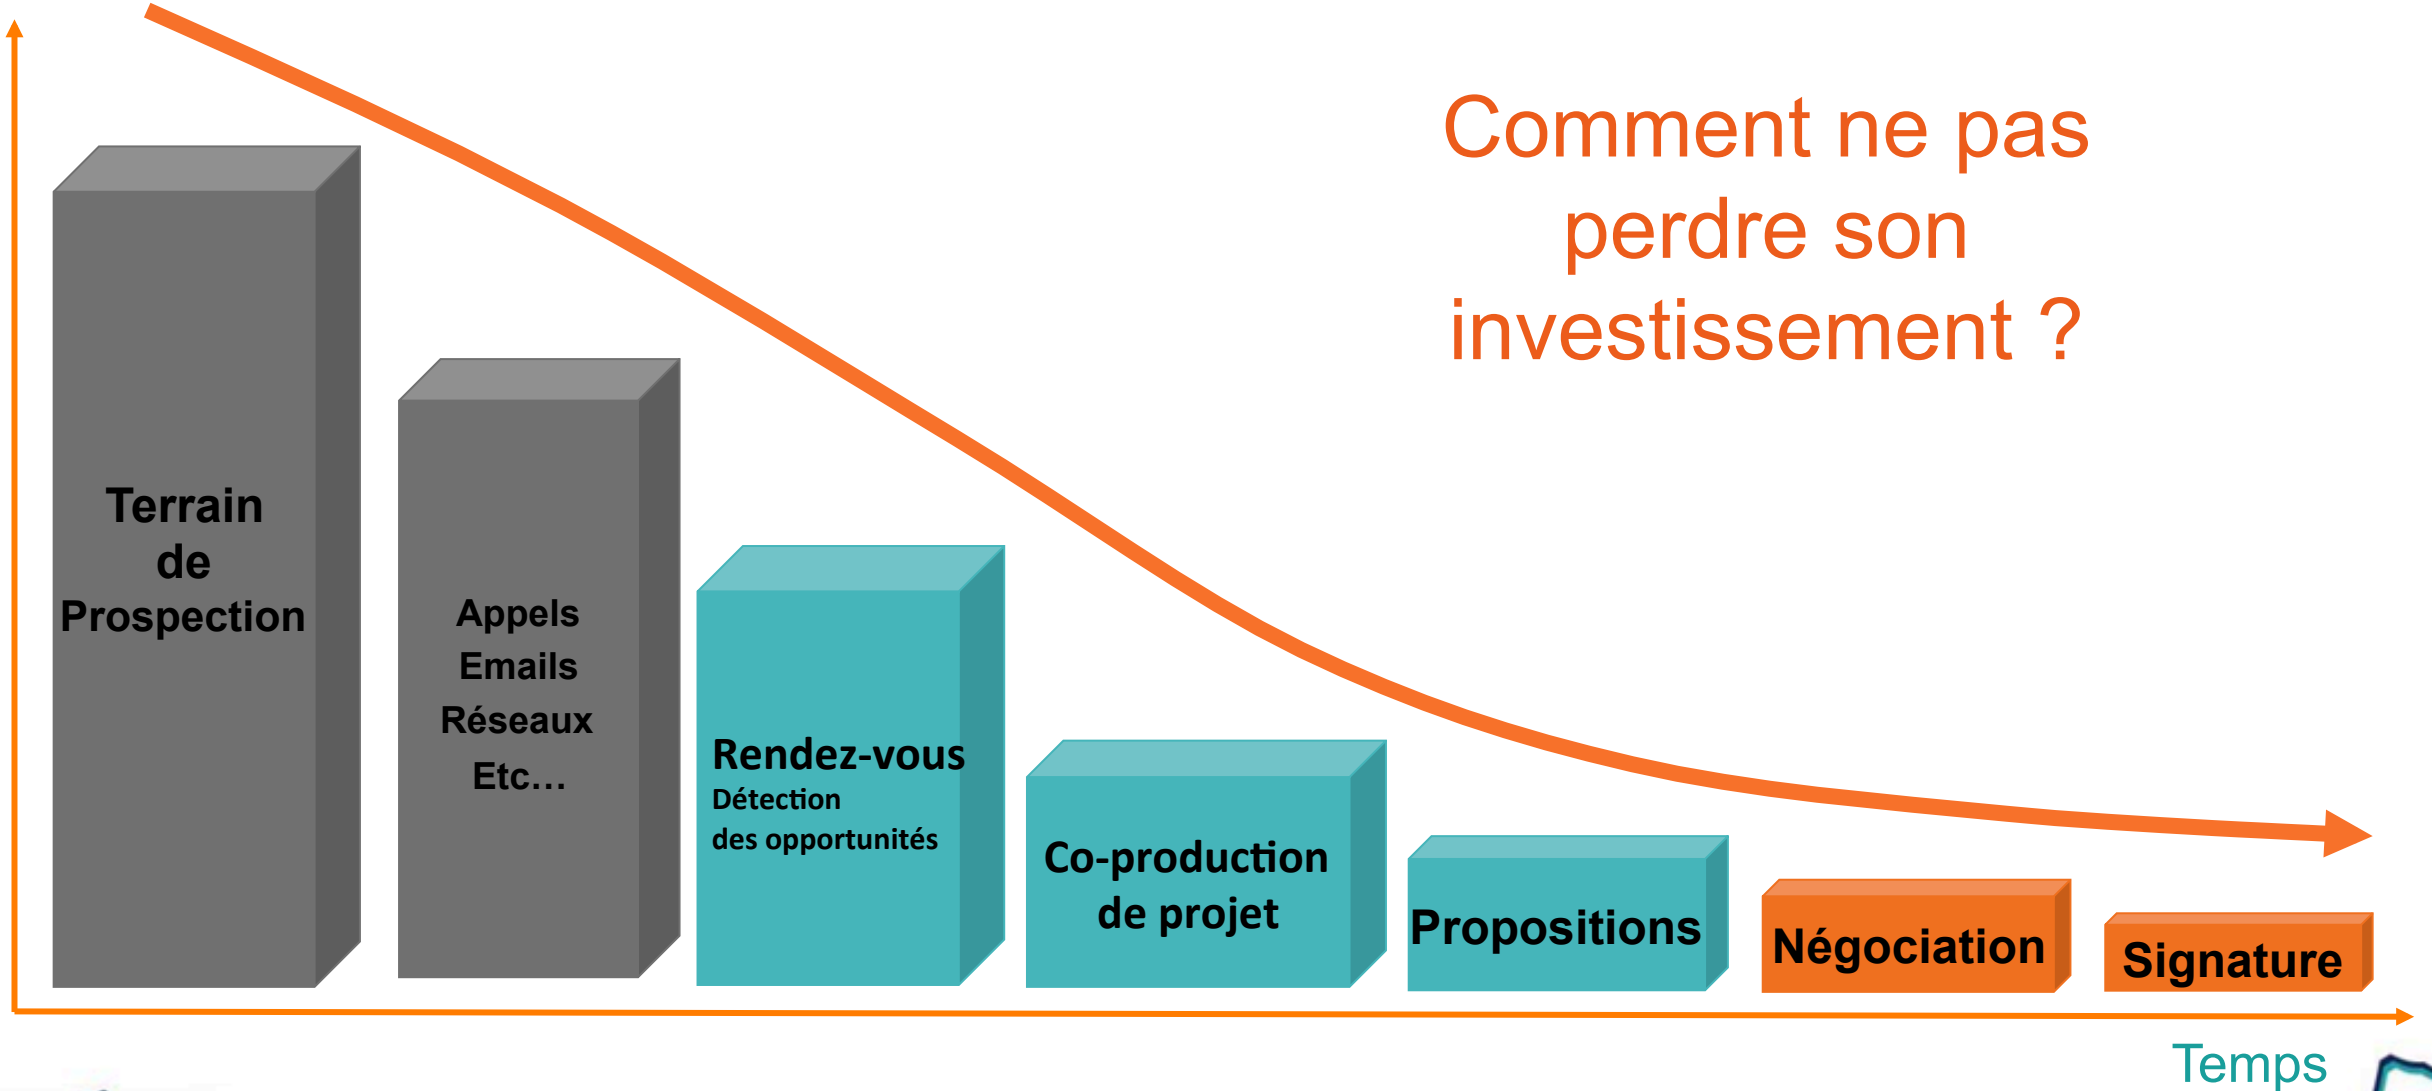 Comment ne pas
perdre son
investissement ?
Terrain
de
Prospection
Appels
Emails
Réseaux
Etc…
Rendez-vous
Détection
des opportunités
Co-production
de projet
Propositions
Négociation
Signature
Temps